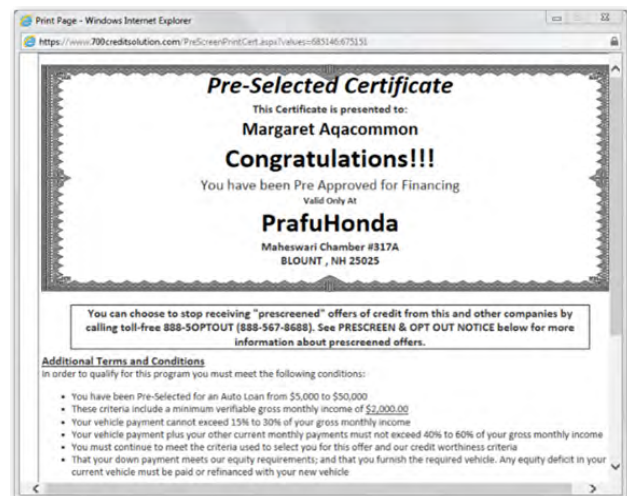 Print Page - Windows Internet Explorer
https://www.700creditsolution.com/PreScreenPrintCert.aspx?values=685146:675151
Pre-Selected Certificate
This Certificate is presented to:
Margaret Aqacommon
Congratulations!!!
You have been Pre Approved for Financing
Valid Only At
PrafuHonda
Maheswari Chamber #317A
BLOUNT , NH 25025
You can choose to stop receiving "prescreened" offers of credit from this and other companies by
calling toll-free 888-5OPTOUT (888-567-8688). See PRESCREEN & OPT OUT NOTICE below for more
information about prescreened offers.
Additional Terms and Conditions
In order to qualify for this program you must meet the following conditions:
• You have been Pre-Selected for an Auto Loan from $5,000 to $50,000
• These criteria include a minimum verifiable gross monthly income of $2,000.00
• Your vehicle payment cannot exceed 15% to 30% of your gross monthly income
• Your vehicle payment plus your other current monthly payments must not exceed 40% to 60% of your gross monthly income
• You must continue to meet the criteria used to select you for this offer and our credit worthiness criteria
• That your down payment meets our equity requirements; and that you furnish the required vehicle. Any equity deficit in your
current vehicle must be paid or refinanced with your new vehicle